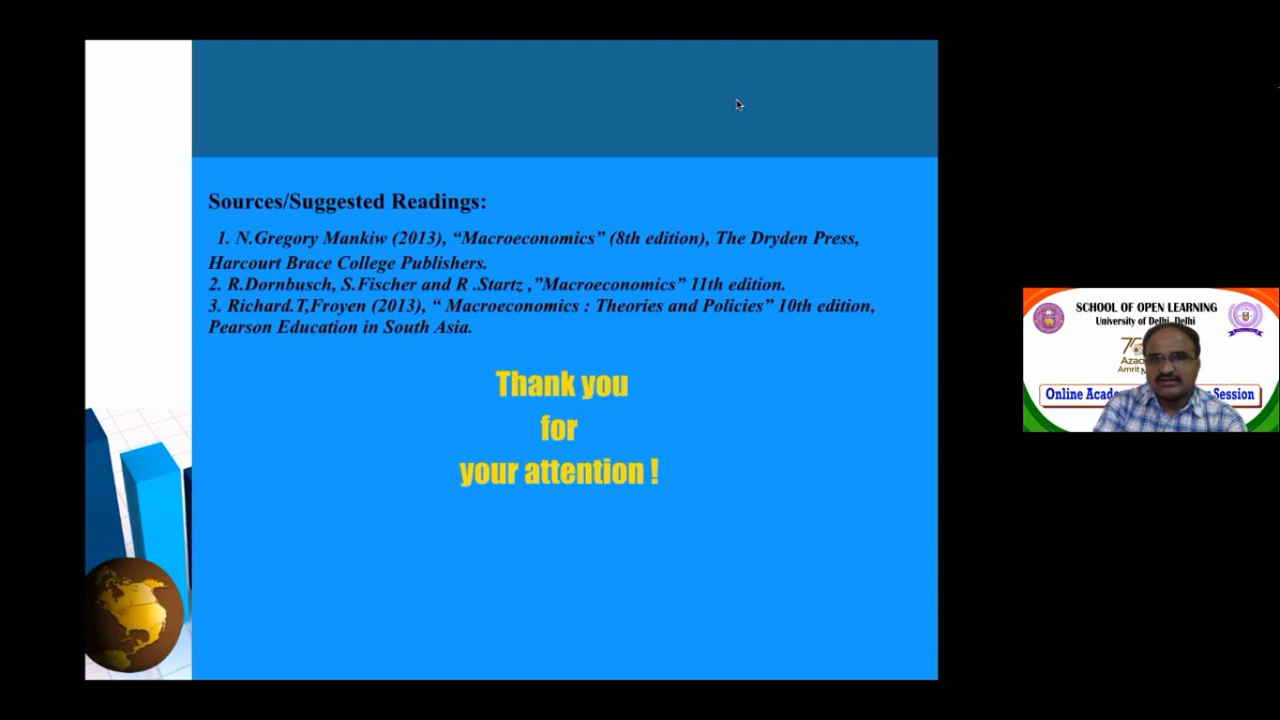 Sources/Suggested Readings:
1. N.Gregory Mankiw (2013), “Macroeconomics” (8th edition), The Dryden Press,
Harcourt Brace College Publishers.
2. R.Dornbusch, S.Fischer and R .Startz ,”Macroeconomics” 11th edition.
3. Richard.T,Froyen (2013), “ Macroeconomics : Theories and Policies” 10th edition,
Pearson Education in South Asia.
Thank you
for
your attention !
SCHOOL OF OPEN LEARNING
University of Delhi, Delhi
Amrit
Online
Session